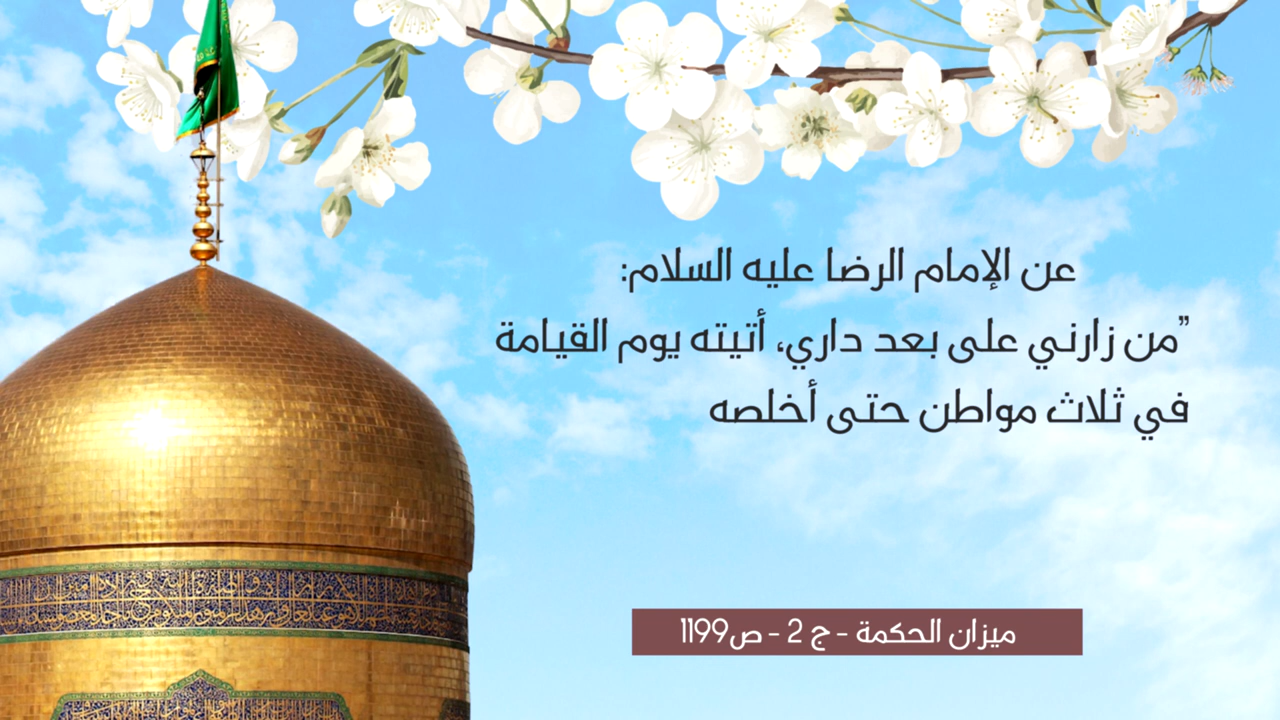 عن الإمام الرضا عليه السلام:
”من زارني على بعد داري، أتيته يوم القيامة
في ثلاث مواطن حتى أخلصه
ميزان الحكمة - ج 2 - ص1199